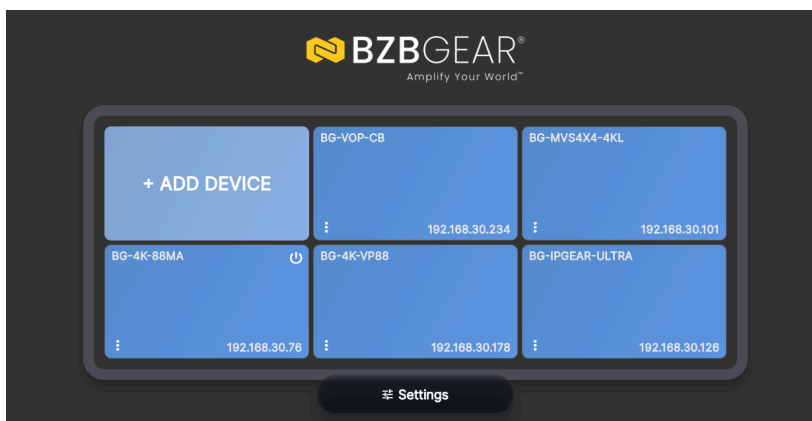 BZBGEAR®
Amplify Your World™
+ ADD DEVICE
BG-VOP-CB
192.168.30.234
BG-MVS4X4-4KL
192.168.30.101
BG-4K-88MA
192.168.30.76
BG-4K-VP88
192.168.30.178
BG-IPGEAR-ULTRA
192.168.30.126
Settings